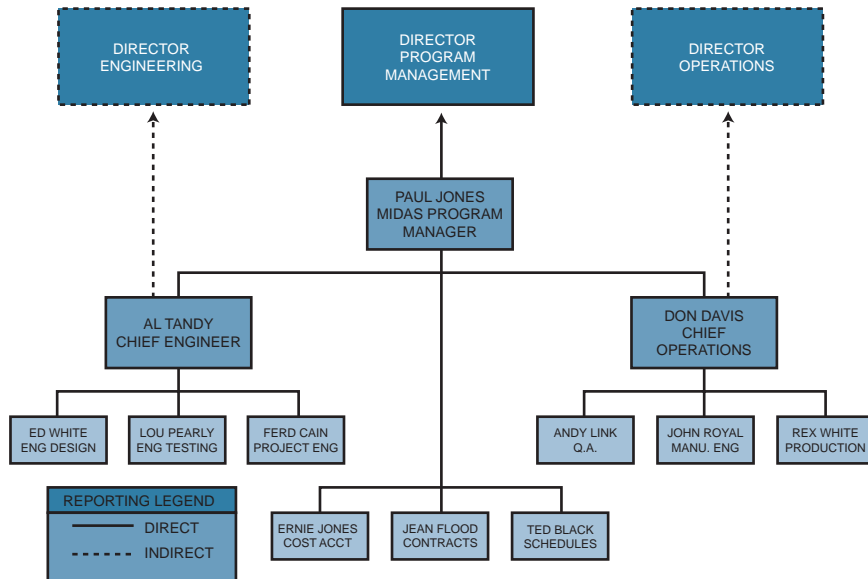 DIRECTOR
ENGINEERING
DIRECTOR
PROGRAM
MANAGEMENT
DIRECTOR
OPERATIONS
PAUL JONES
MIDAS PROGRAM
MANAGER
AL TANDY
CHIEF ENGINEER
DON DAVIS
CHIEF
OPERATIONS
ED WHITE
ENG DESIGN
LOU PEARLY
ENG TESTING
FERD CAIN
PROJECT ENG
ANDY LINK
Q.A.
JOHN ROYAL
MANU. ENG
REX WHITE
PRODUCTION
REPORTING LEGEND
DIRECT
INDIRECT
ERNIE JONES
COST ACCT
JEAN FLOOD
CONTRACTS
TED BLACK
SCHEDULES